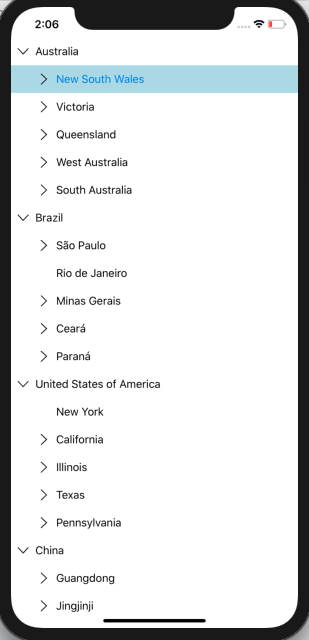 2:06
Australia
New South Wales
Victoria
Queensland
West Australia
South Australia
Brazil
São Paulo
Rio de Janeiro
Minas Gerais
Ceará
Paraná
United States of America
New York
California
Illinois
Texas
Pennsylvania
China
Guangdong
Jingjinji